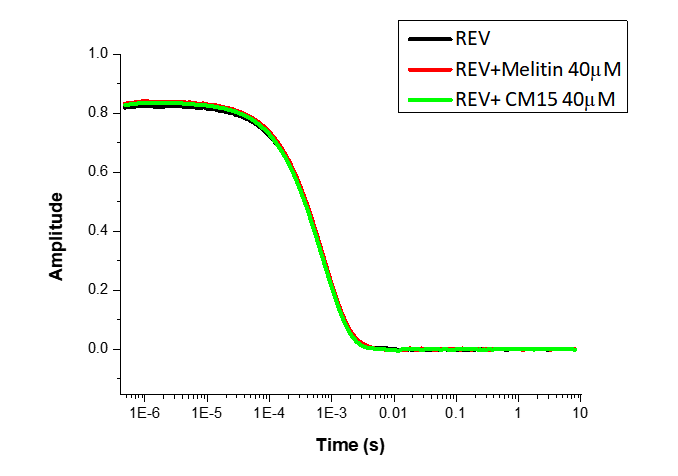 REV
REV+Melitin 40μM
REV+ CM15 40μM
1.0
0.8
0.6
0.4
0.2
0.0
Amplitude
1E-6 1E-5 1E-4 1E-3 0.01 0.1 1 10
Time (s)